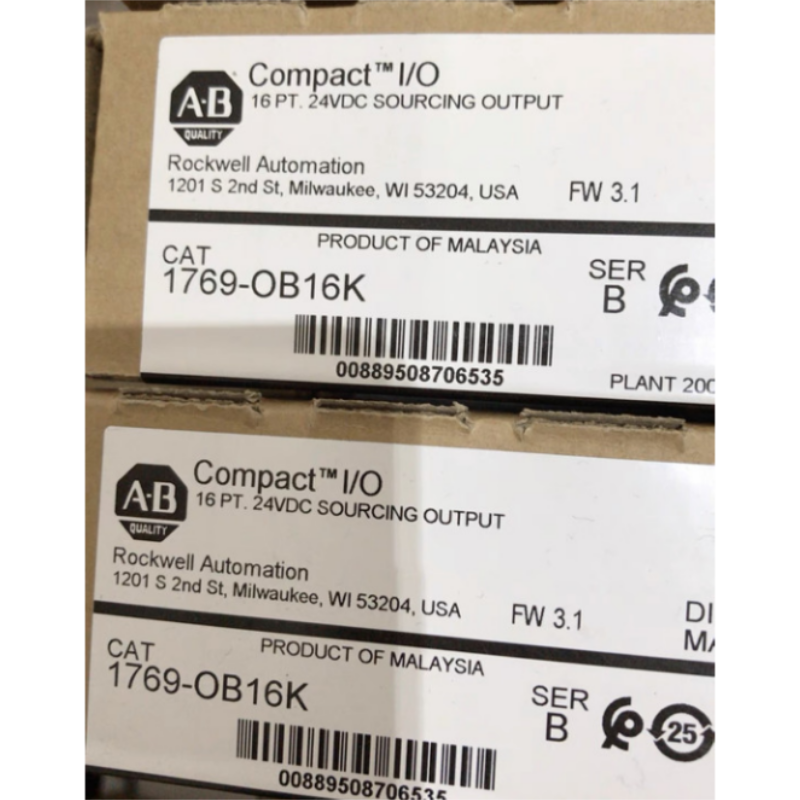 Compact™ I/O
A·B
16 PT. 24VDC SOURCING OUTPUT
QUALITY
Rockwell Automation
1201 S 2nd St, Milwaukee, WI 53204, USA
FW 3.1
PRODUCT OF MALAYSIA
CAT
1769-OB16K
SER
B
00889508706535
PLANT 200
Compact™ I/O
A·B
16 PT. 24VDC SOURCING OUTPUT
QUALITY
Rockwell Automation
1201 S 2nd St, Milwaukee, WI 53204, USA
FW 3.1
DI
MA
PRODUCT OF MALAYSIA
CAT
1769-OB16K
SER
B
25
00889508706535